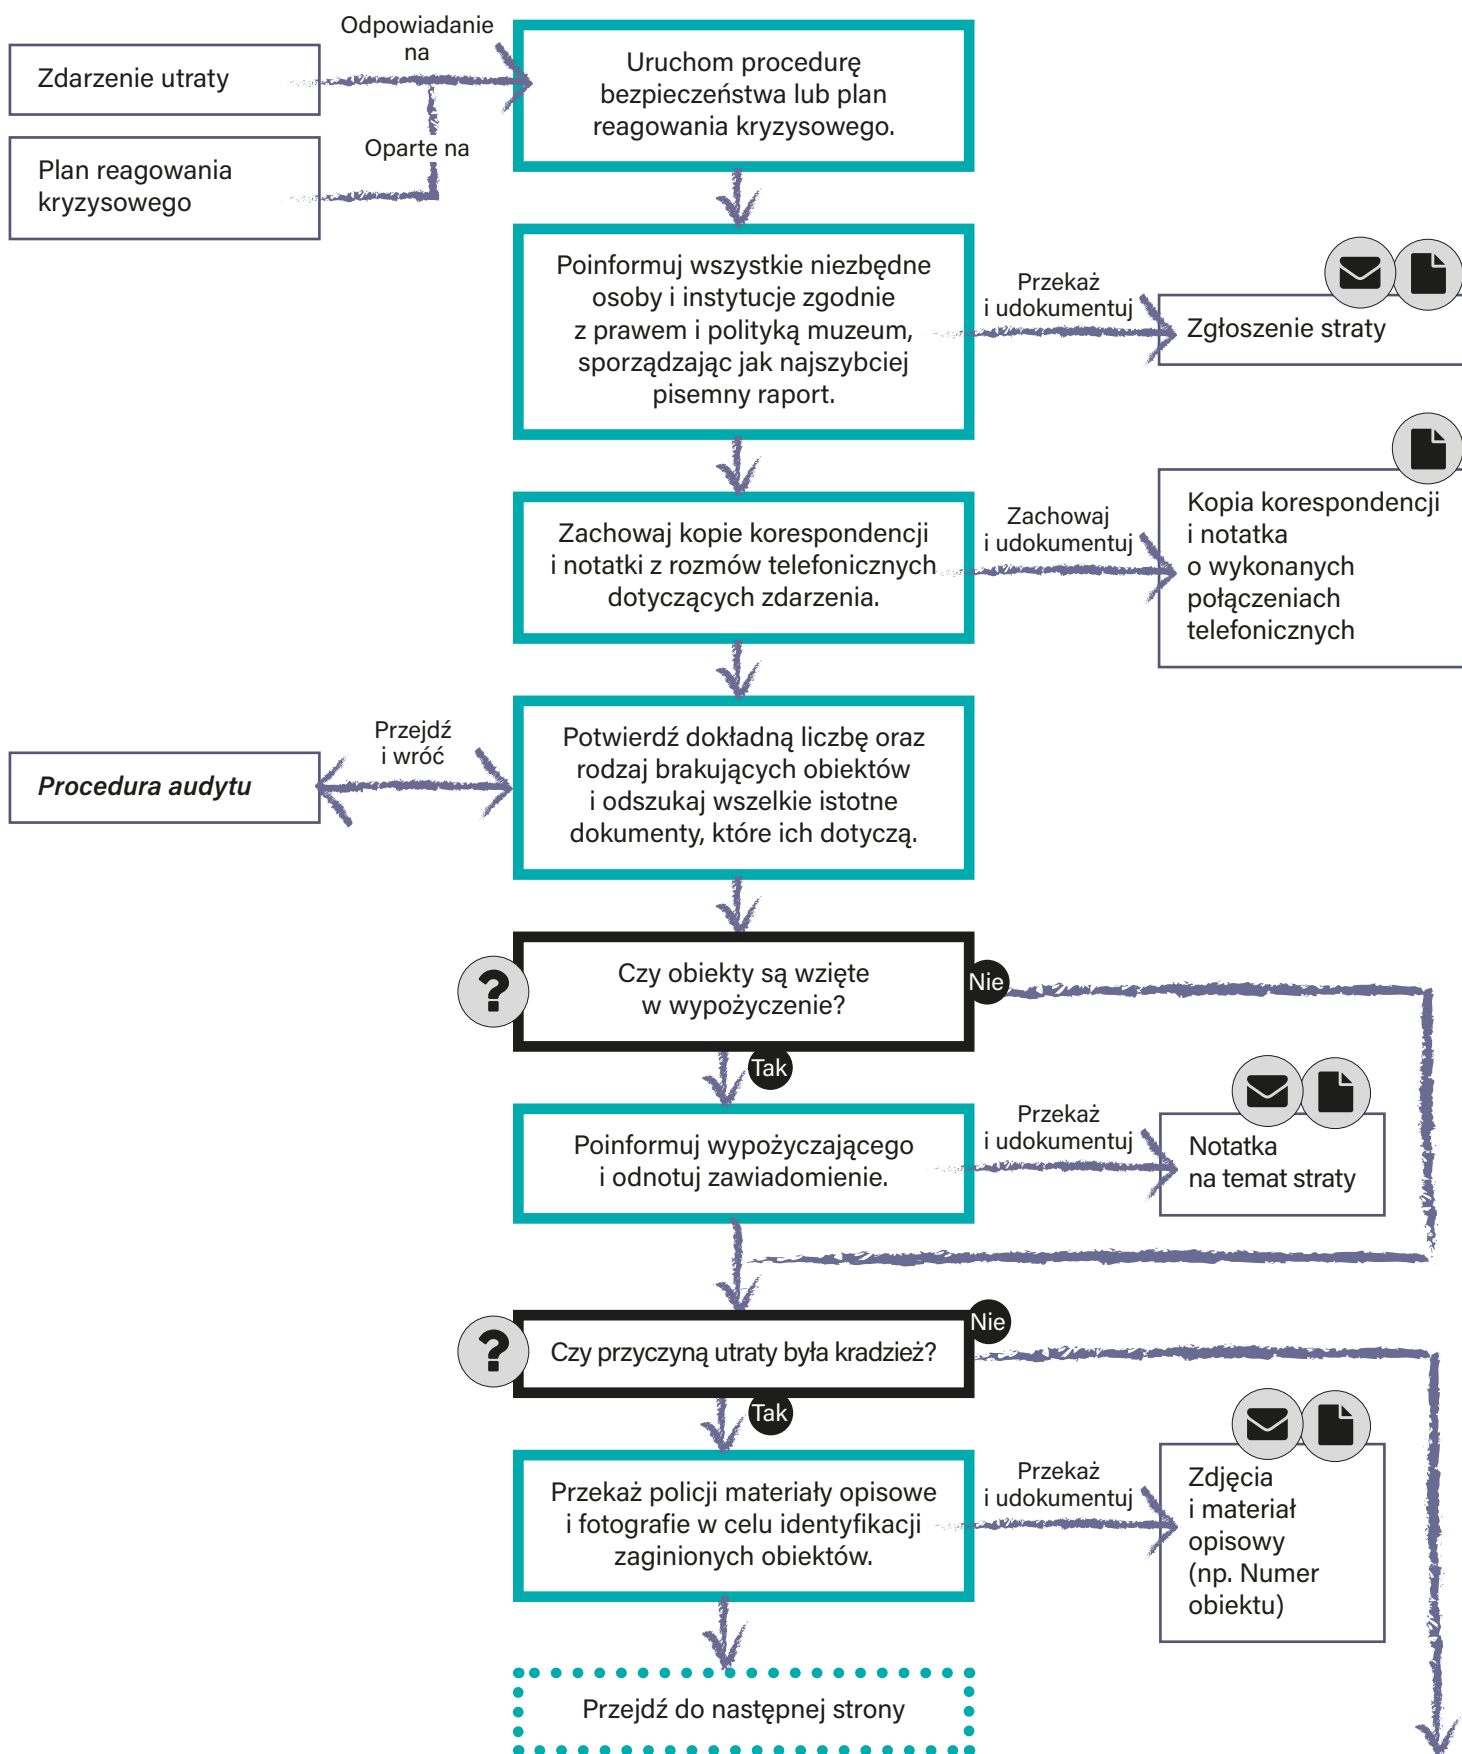 Odpowiadanie
na
Zdarzenie utraty
Uruchom procedurę
bezpieczeństwa lub plan
reagowania kryzysowego.
Oparte na
Plan reagowania
kryzysowego
Poinformuj wszystkie niezbędne
osoby i instytucje zgodnie
z prawem i polityką muzeum,
sporządzając jak najszybciej
pisemny raport.
Przekaż
i udokumentuj
Zgłoszenie straty
Zachowaj kopie korespondencji
i notatki z rozmów telefonicznych
dotyczących zdarzenia.
Zachowaj
i udokumentuj
Kopia korespondencji
i notatka
o wykonanych
połączeniach
telefonicznych
Przejdź
i wróć
Procedura audytu
Potwierdź dokładną liczbę oraz
rodzaj brakujących obiektów
i odszukaj wszelkie istotne
dokumenty, które ich dotyczą.
?
Czy obiekty są wzięte
w wypożyczenie?
Nie
Tak
Poinformuj wypożyczającego
i odnotuj zawiadomienie.
Przekaż
i udokumentuj
Notatka
na temat straty
?
Czy przyczyną utraty była kradzież?
Nie
Tak
Przekaż policji materiały opisowe
i fotografie w celu identyfikacji
zaginionych obiektów.
Przekaż
i udokumentuj
Zdjęcia
i materiał
opisowy
(np. Numer
obiektu)
Przejdź do następnej strony